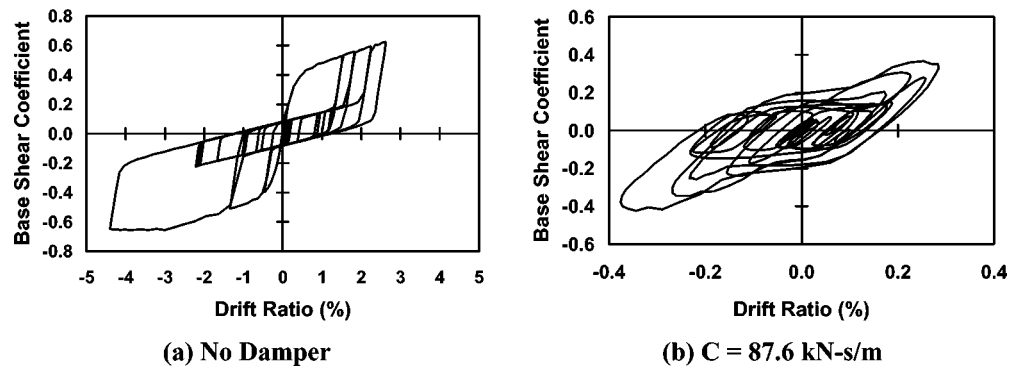 Base Shear Coefficient
0.8
0.6
0.4
0.2
0.0
-0.2
-0.4
-0.6
-0.8
-5 -4 -3 -2 -1 0 1 2 3 4 5
Drift Ratio (%)
(a) No Damper
Base Shear Coefficient
0.6
0.4
0.2
0.0
-0.2
-0.4
-0.6
-0.4 -0.2 0.0 0.2 0.4
Drift Ratio (%)
(b) C = 87.6 kN-s/m